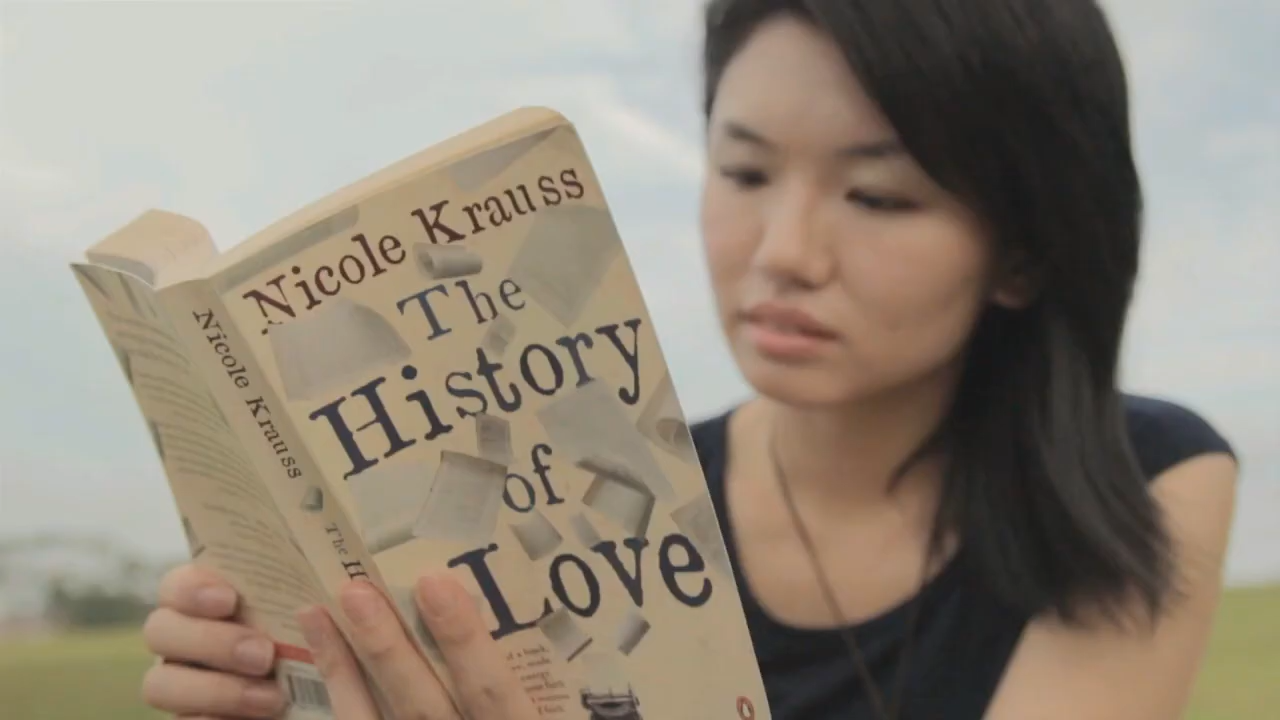 Nicole Krauss
The
History
of
Love
Nicole Krauss
The H